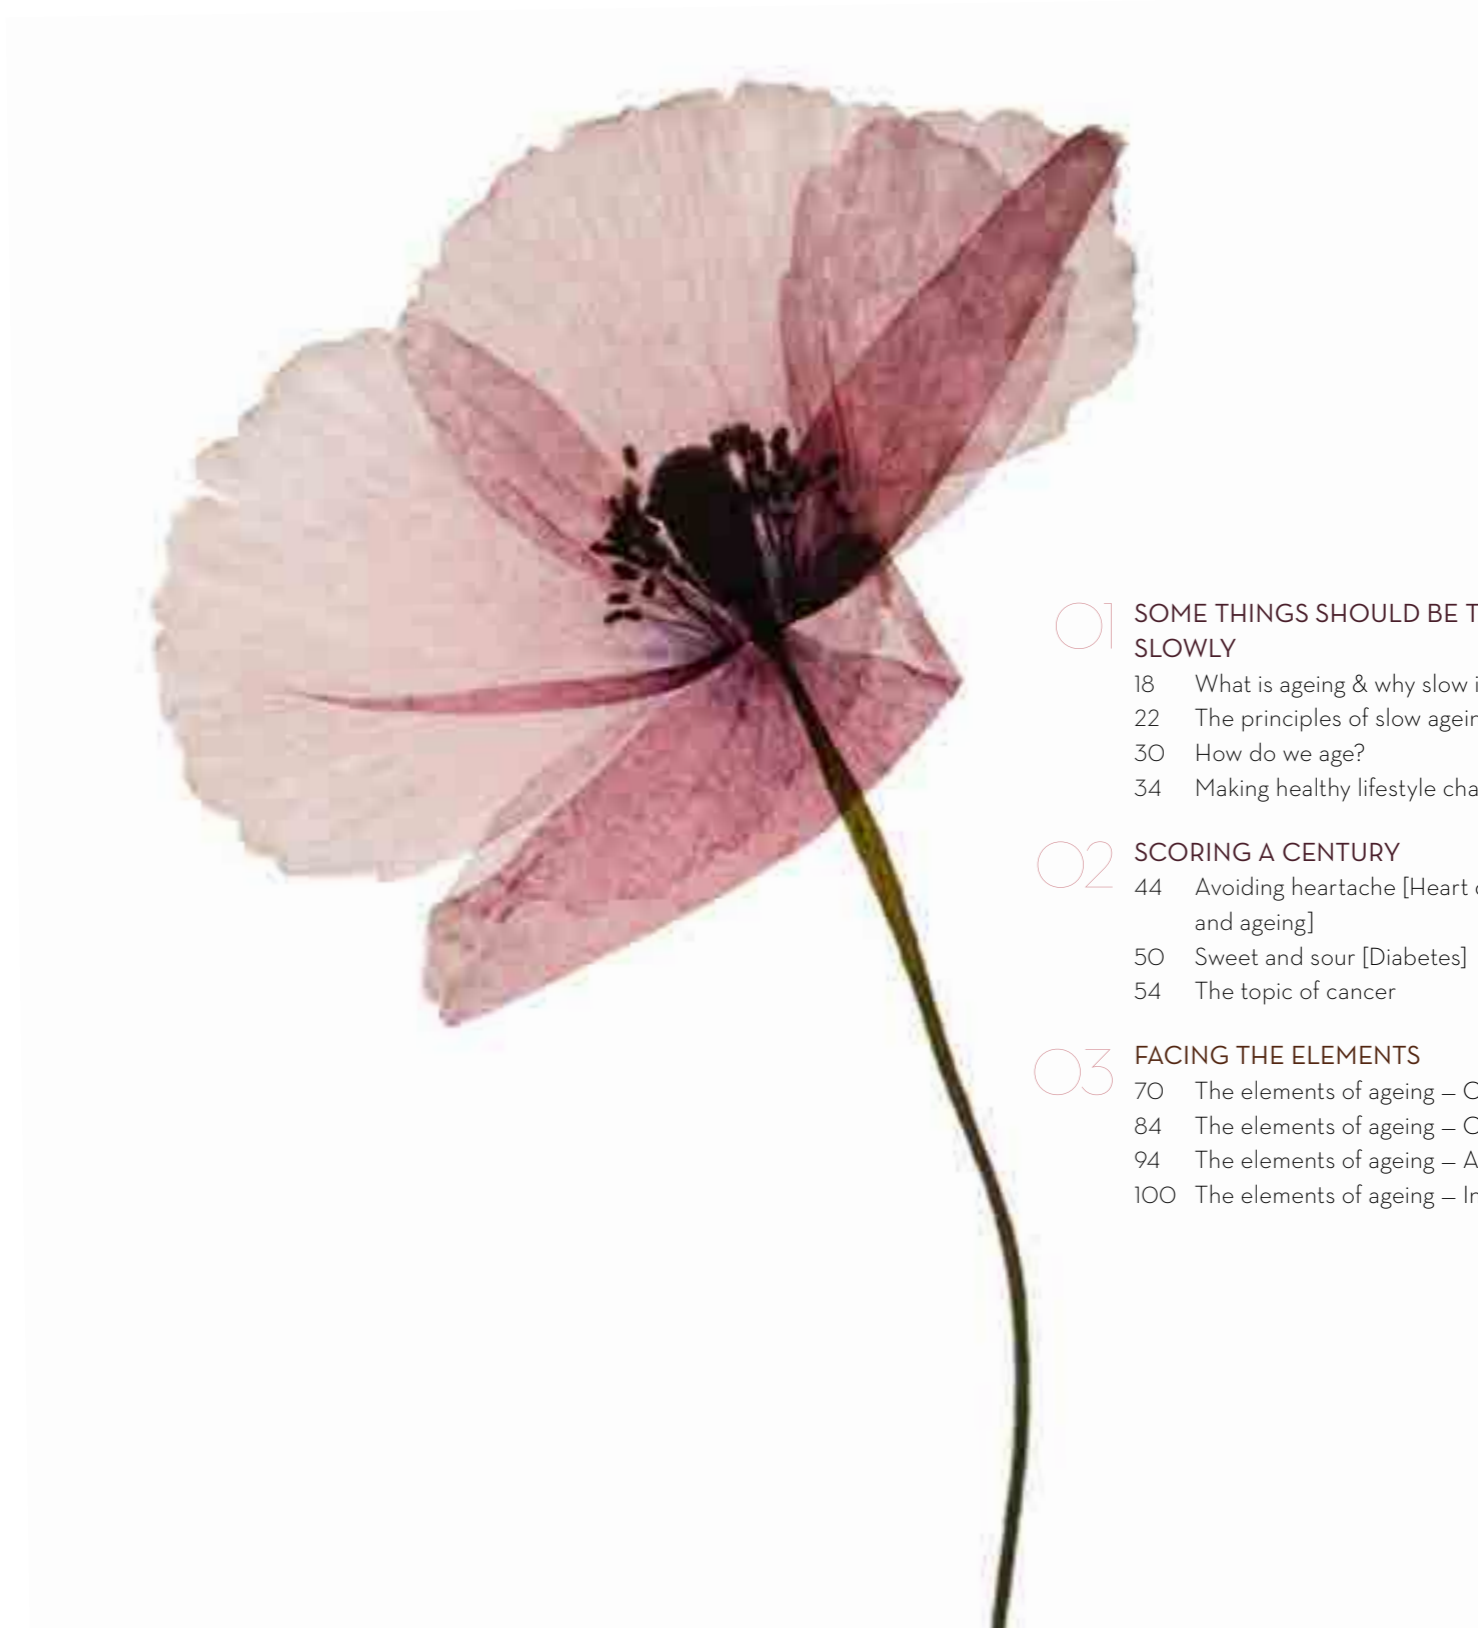 01 SOME THINGS SHOULD BE
SLOWLY
18 What is ageing & why slow
22 The principles of slow
30 How do we age?
34 Making healthy lifestyle
02 SCORING A CENTURY
44 Avoiding heartache [Heart
and ageing]
50 Sweet and sour [Diabetes]
54 The topic of cancer
03 FACING THE ELEMENTS
70 The elements of ageing –
84 The elements of ageing –
94 The elements of ageing –
100 The elements of ageing –